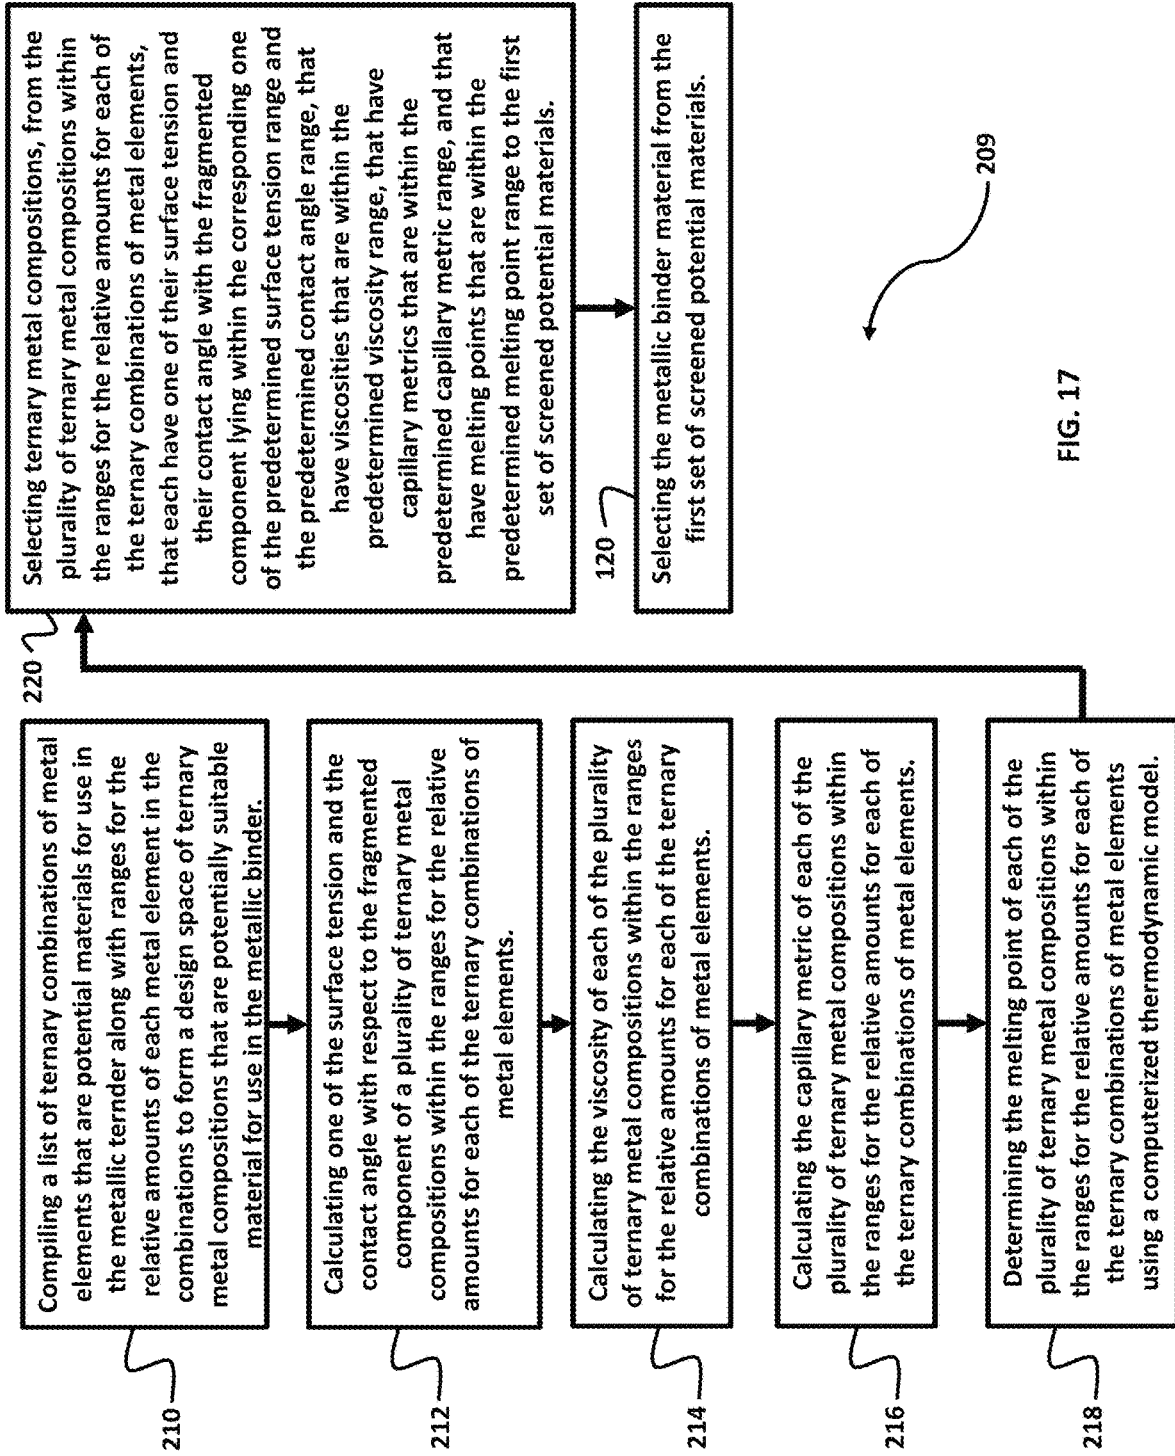 210
Compiling a list of ternary combinations of metal
elements that are potential materials for use in
the metallic ternder along with ranges for the
relative amounts of each metal element in the
combinations to form a design space of ternary
metal compositions that are potentially suitable
material for use in the metallic binder.
212
Calculating one of the surface tension and the
contact angle with respect to the fragmented
component of a plurality of ternary metal
compositions within the ranges for the relative
amounts for each of the ternary combinations of
metal elements.
214
Calculating the viscosity of each of the plurality
of ternary metal compositions within the ranges
for the relative amounts for each of the ternary
combinations of metal elements.
216
Calculating the capillary metric of each of the
plurality of ternary metal compositions within
the ranges for the relative amounts for each of
the ternary combinations of metal elements.
218
Determining the melting point of each of the
plurality of ternary metal compositions within
the ranges for the relative amounts for each of
the ternary combinations of metal elements
using a computerized thermodynamic model.
220
Selecting ternary metal compositions, from the
plurality of ternary metal compositions within
the ranges for the relative amounts for each of
the ternary combinations of metal elements,
that each have one of their surface tension and
their contact angle with the fragmented
component lying within the corresponding one
of the predetermined surface tension range and
the predetermined contact angle range, that
have viscosities that are within the
predetermined viscosity range, that have
capillary metrics that are within the
predetermined capillary metric range, and that
have melting points that are within the
predetermined melting point range to the first
set of screened potential materials.
120
Selecting the metallic binder material from the
first set of screened potential materials.
209
FIG. 17